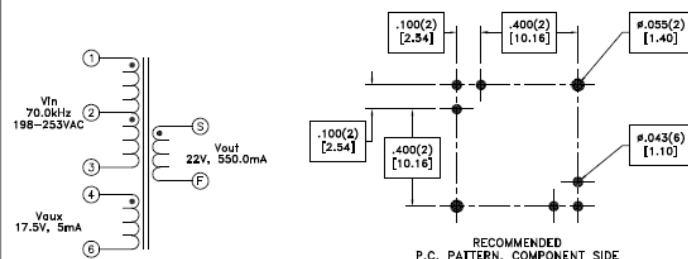 1
Vin
70.0kHz
198-253VAC
2
3
4
Vaux
17.5V, 5mA
6
S
Vout
22V, 550.0mA
F
.100(2)
[2.54]
.400(2)
[10.16]
ø.055(2)
[1.40]
.100(2)
[2.54]
.400(2)
[10.16]
ø.043(6)
[1.10]
RECOMMENDED
P.C. PATTERN, COMPONENT SIDE